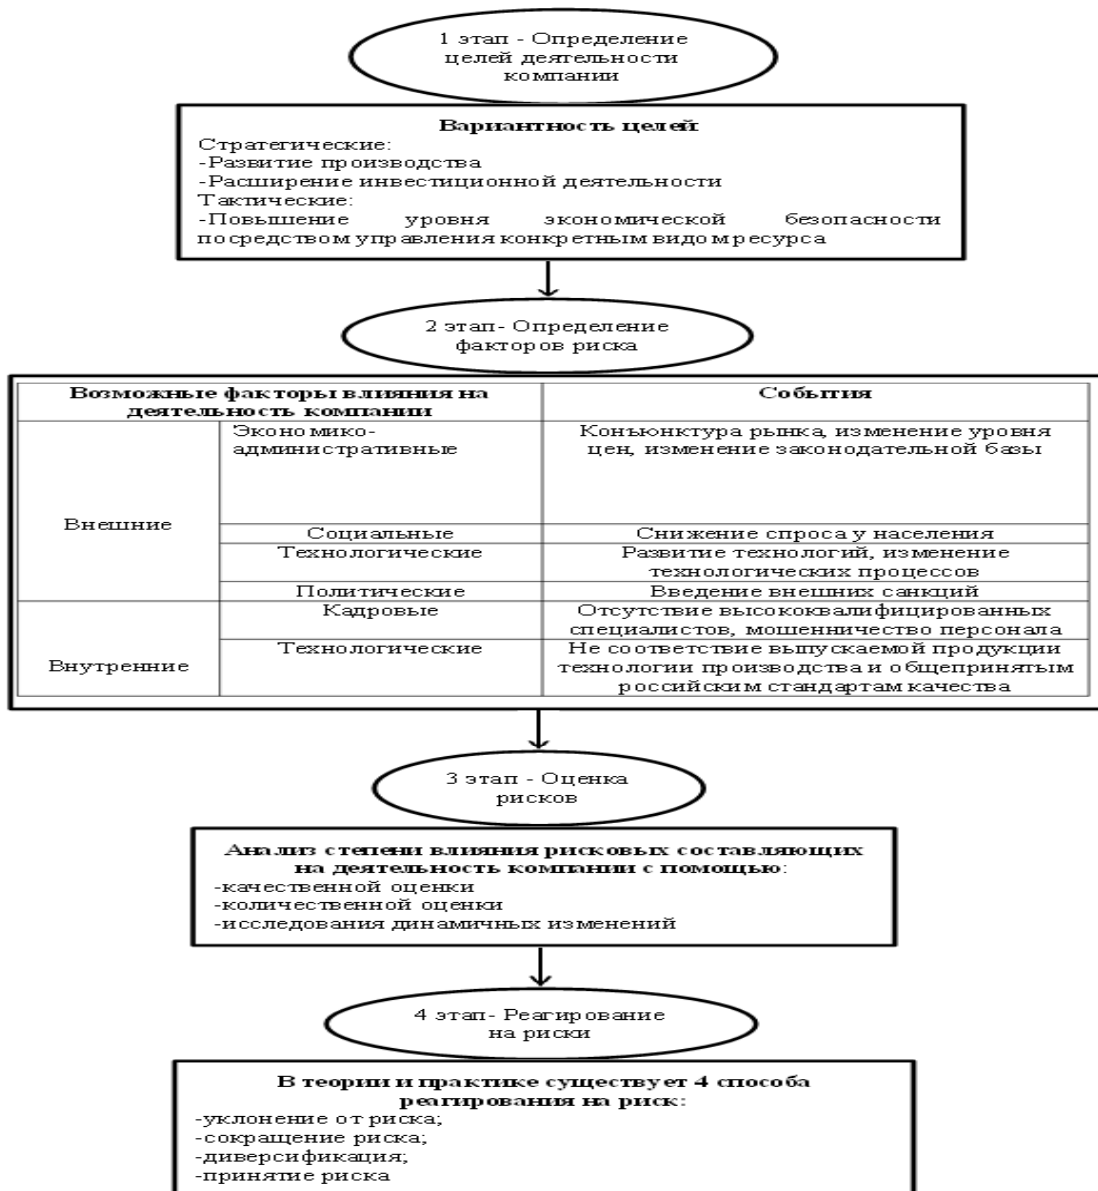 1 этап - Определение
целей деятельности
компании
Вариантность целей
Стратегические:
-Развитие производства
-Расширение инвестиционной деятельности
Тактические:
-Повышение уровня экономической безопасности
посредством управления конкретным видом ресурса
2 этап- Определение
факторов риска
Возможные факторы влияния на
деятельность компании
События
Внешние
Экономико-
административные
Конъюнктура рынка, изменение уровня
цен, изменение законодательной базы
Социальные
Снижение спроса у населения
Технологические
Развитие технологий, изменение
технологических процессов
Политические
Введение внешних санкций
Внутренние
Кадровые
Отсутствие высококвалифицированных
специалистов, мошенничество персонала
Технологические
Не соответствие выпускаемой продукции
технологии производства и общепринятым
российским стандартам качества
3 этап - Оценка
рисков
Анализ степени влияния рисковых составляющих
на деятельность компании с помощью:
-качественной оценки
-количественной оценки
-исследования динамичных изменений
4 этап- Реагирование
на риски
В теории и практике существует 4 способа
реагирования на риск:
-уклонение от риска;
-сокращение риска;
-диверсификация;
-принятие риска